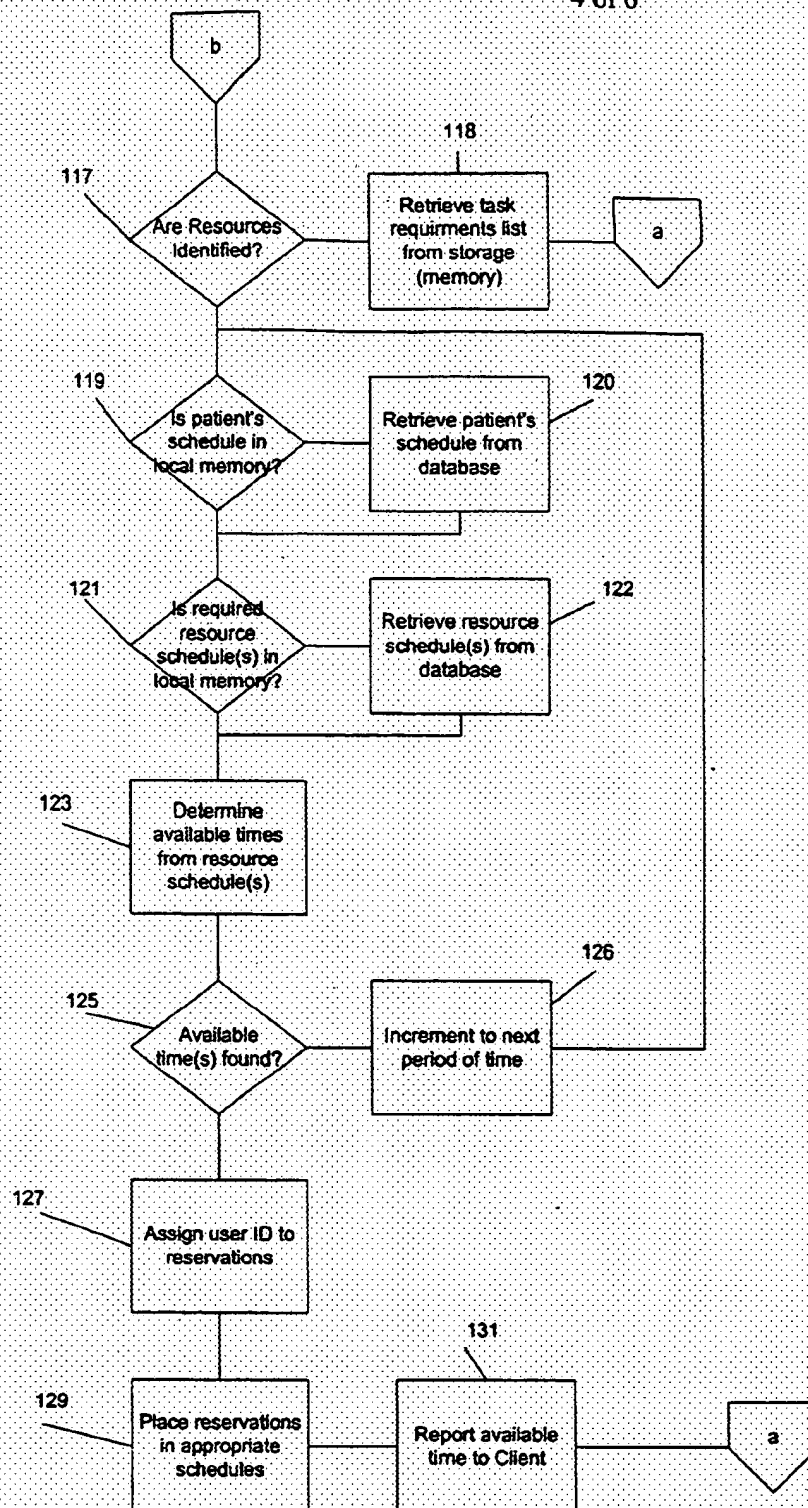 4 of 6
b
118
117
Are Resources
Identified?
Retrieve task
requirments list
from storage
(memory)
a
119
Is patient's
schedule in
local memory?
120
Retrieve patient's
schedule from
database
121
Is required
resource
schedule(s) in
local memory?
122
Retrieve resource
schedule(s) from
database
123
Determine
available times
from resource
schedule(s)
126
125
Available
time(s) found?
Increment to next
period of time
127
Assign user ID to
reservations
131
129
Place reservations
in appropriate
schedules
Report available
time to Client
a